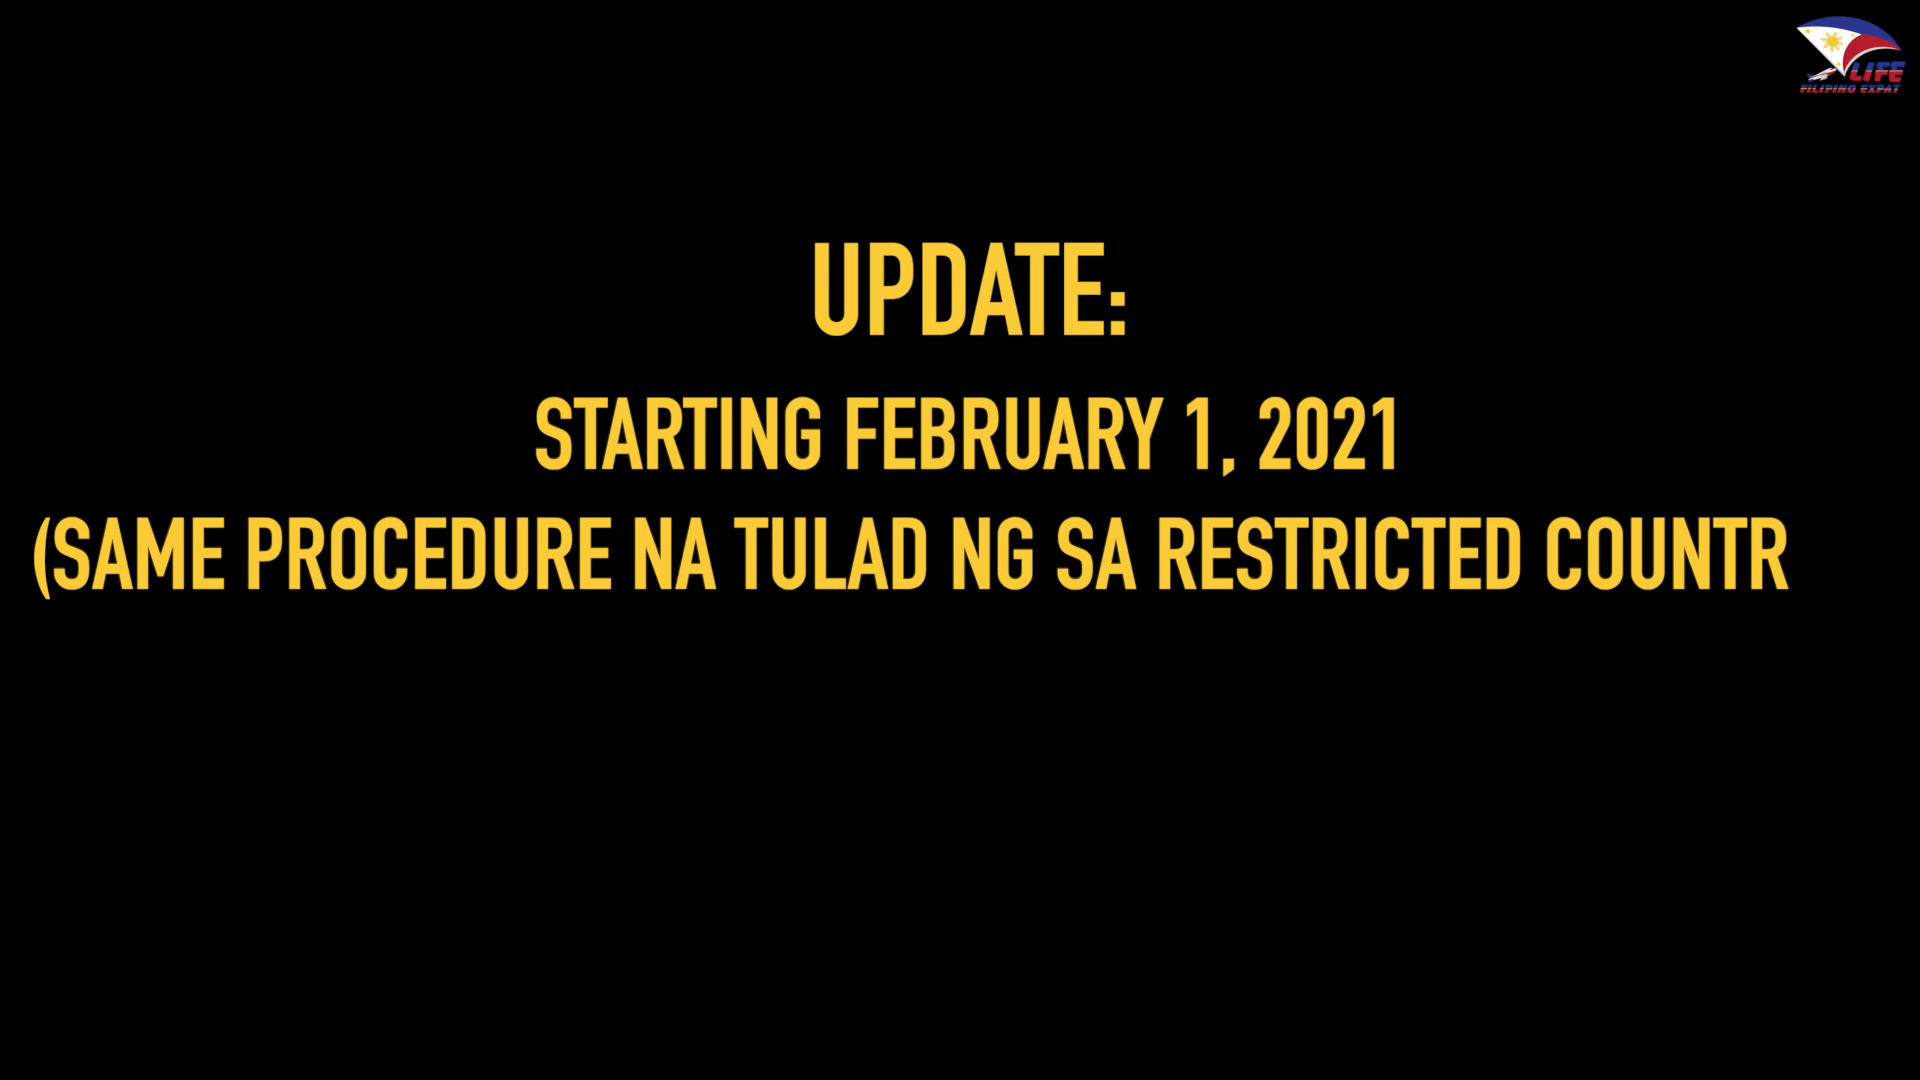 LIFE
FILIPINO EXPAT
UPDATE:
STARTING FEBRUARY 1, 2021
(SAME PROCEDURE NA TULAD NG SA RESTRICTED COUNTR